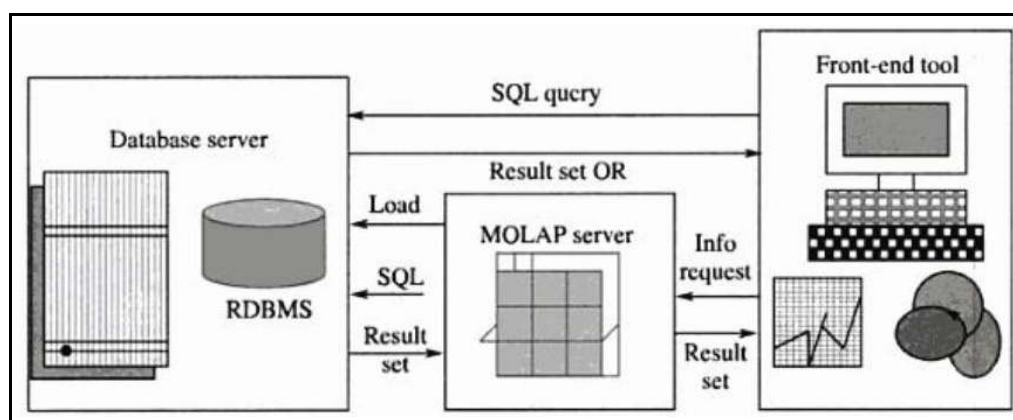 Front-end tool
SQL query
Database server
Result set OR
Load
MOLAP server
Info
request
SQL
RDBMS
Result
set
Result
set